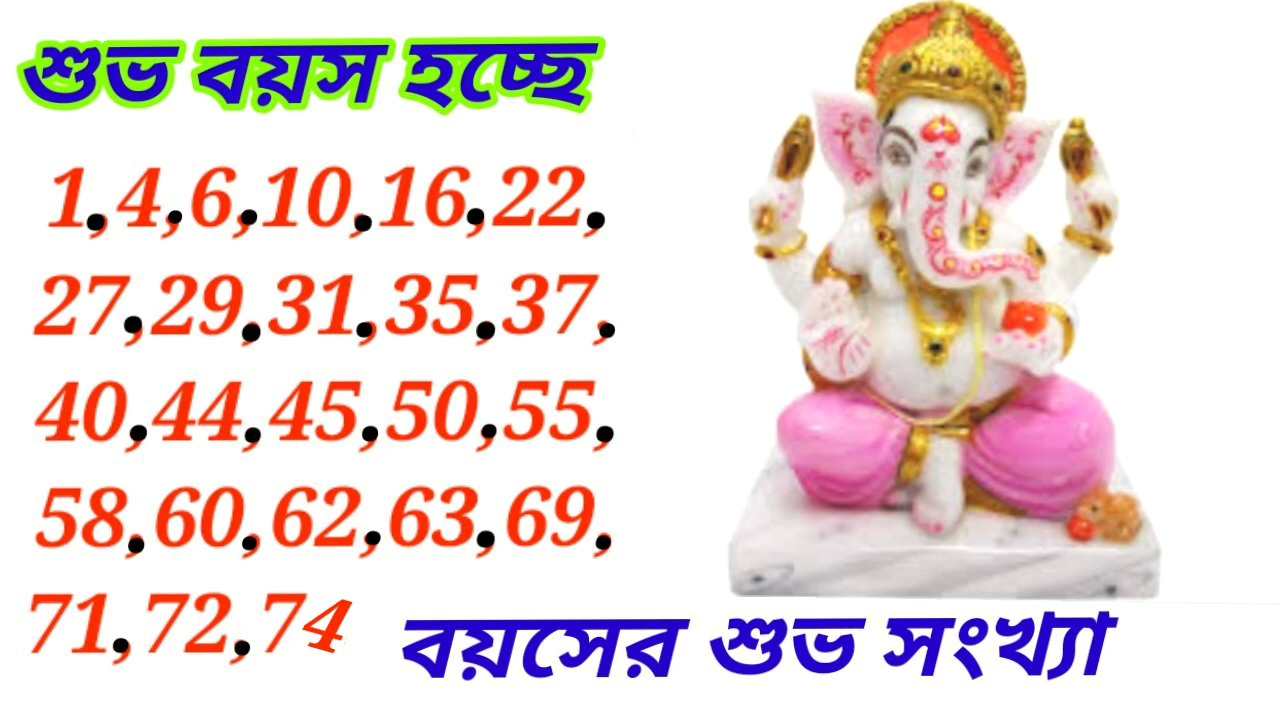 শুভ বয়স হচ্ছে
1,4,6,10,16,22,
27,29,31,35,37,
40,44,45,50,55,
58,60,62,63,69,
71,72,74
বয়সের শুভ সংখ্যা